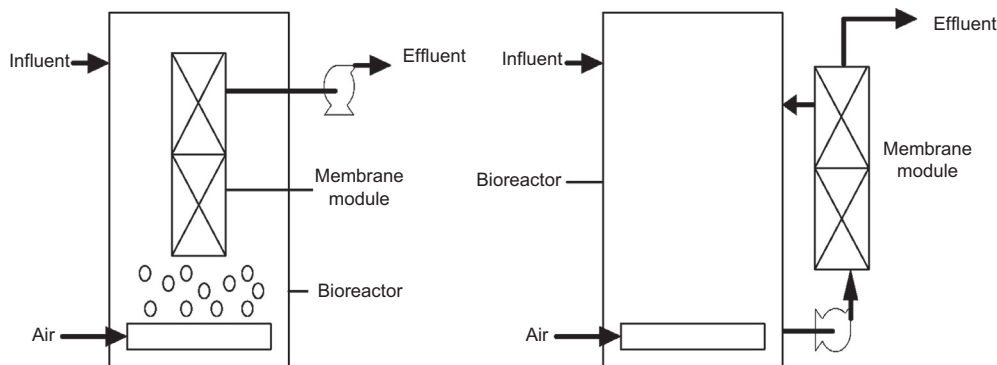 Influent
Effluent
Membrane
module
Bioreactor
Air
Influent
Effluent
Membrane
module
Bioreactor
Air